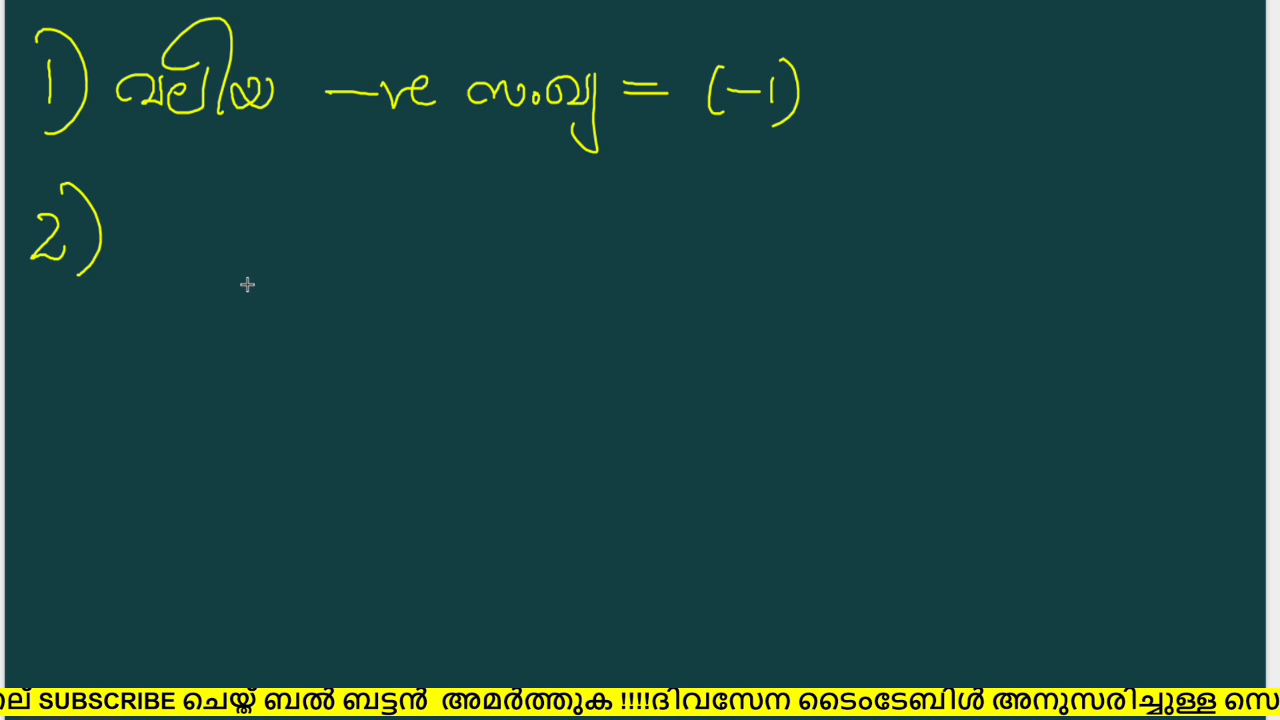 1) വലിയ -ve സംഖ്യ = (-1)
2)
SUBSCRIBE ചെയ്ത് ബൽ ബട്ടൻ അമർത്തുക !!!!ദിവസേന ടൈംടേബിൾ അനുസരിച്ചുള്ള